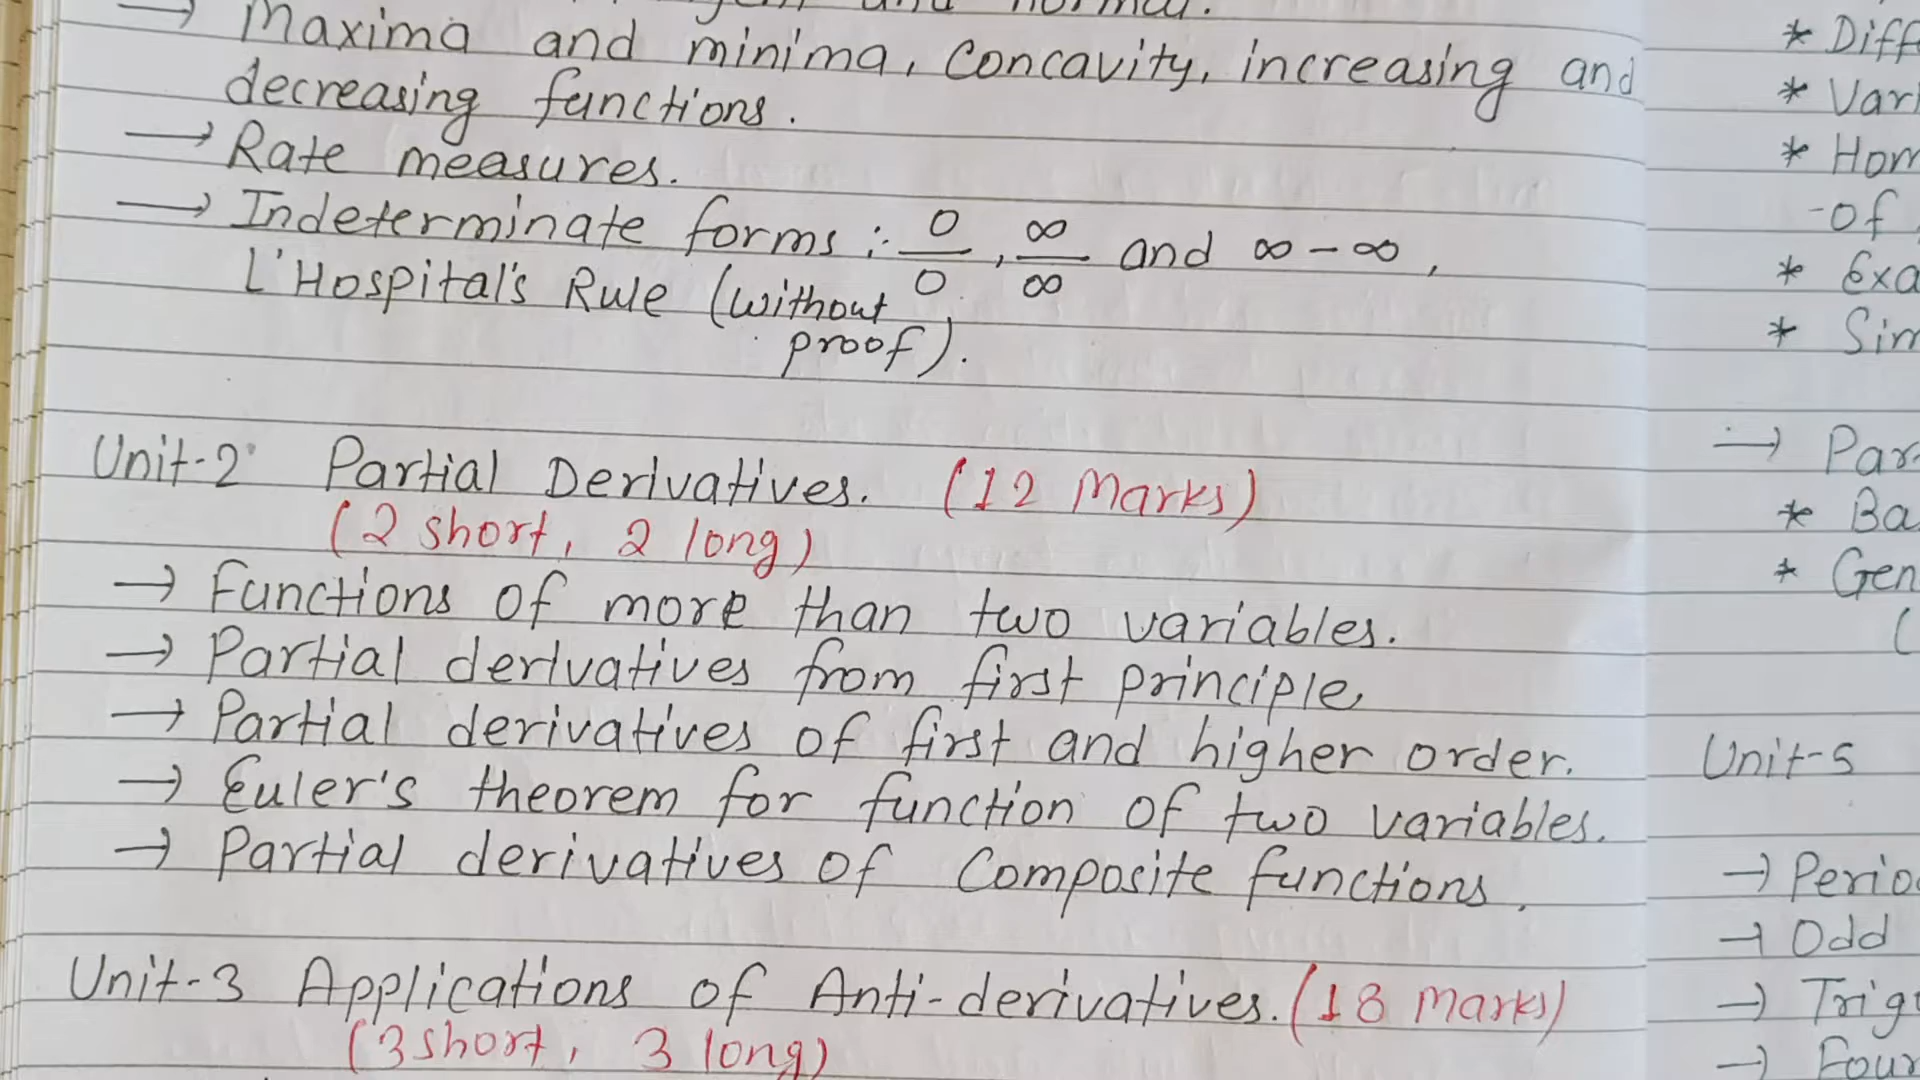 and normal.
→ Maxima and minima, Concavity, increasing and
decreasing functions.
→ Rate measures.
→ Indeterminate forms : 0/0 , ∞/∞ and ∞ - ∞ ,
L'Hospital's Rule (without
proof).
Unit-2 Partial Derivatives. (12 Marks)
(2 short, 2 long)
→ Functions of more than two variables.
→ Partial derivatives from first principle.
→ Partial derivatives of first and higher order.
→ Euler's theorem for function of two variables.
→ Partial derivatives of Composite functions.
Unit-3 Applications of Anti-derivatives. (18 Marks)
(3 short, 3 long)
* Diff
* Vari
* Hom
-of
* Exa
* Sim
→ Par
* Ba
* Gen
(
Unit-5
→ Perio
→ Odd
→ Trig
→ Four